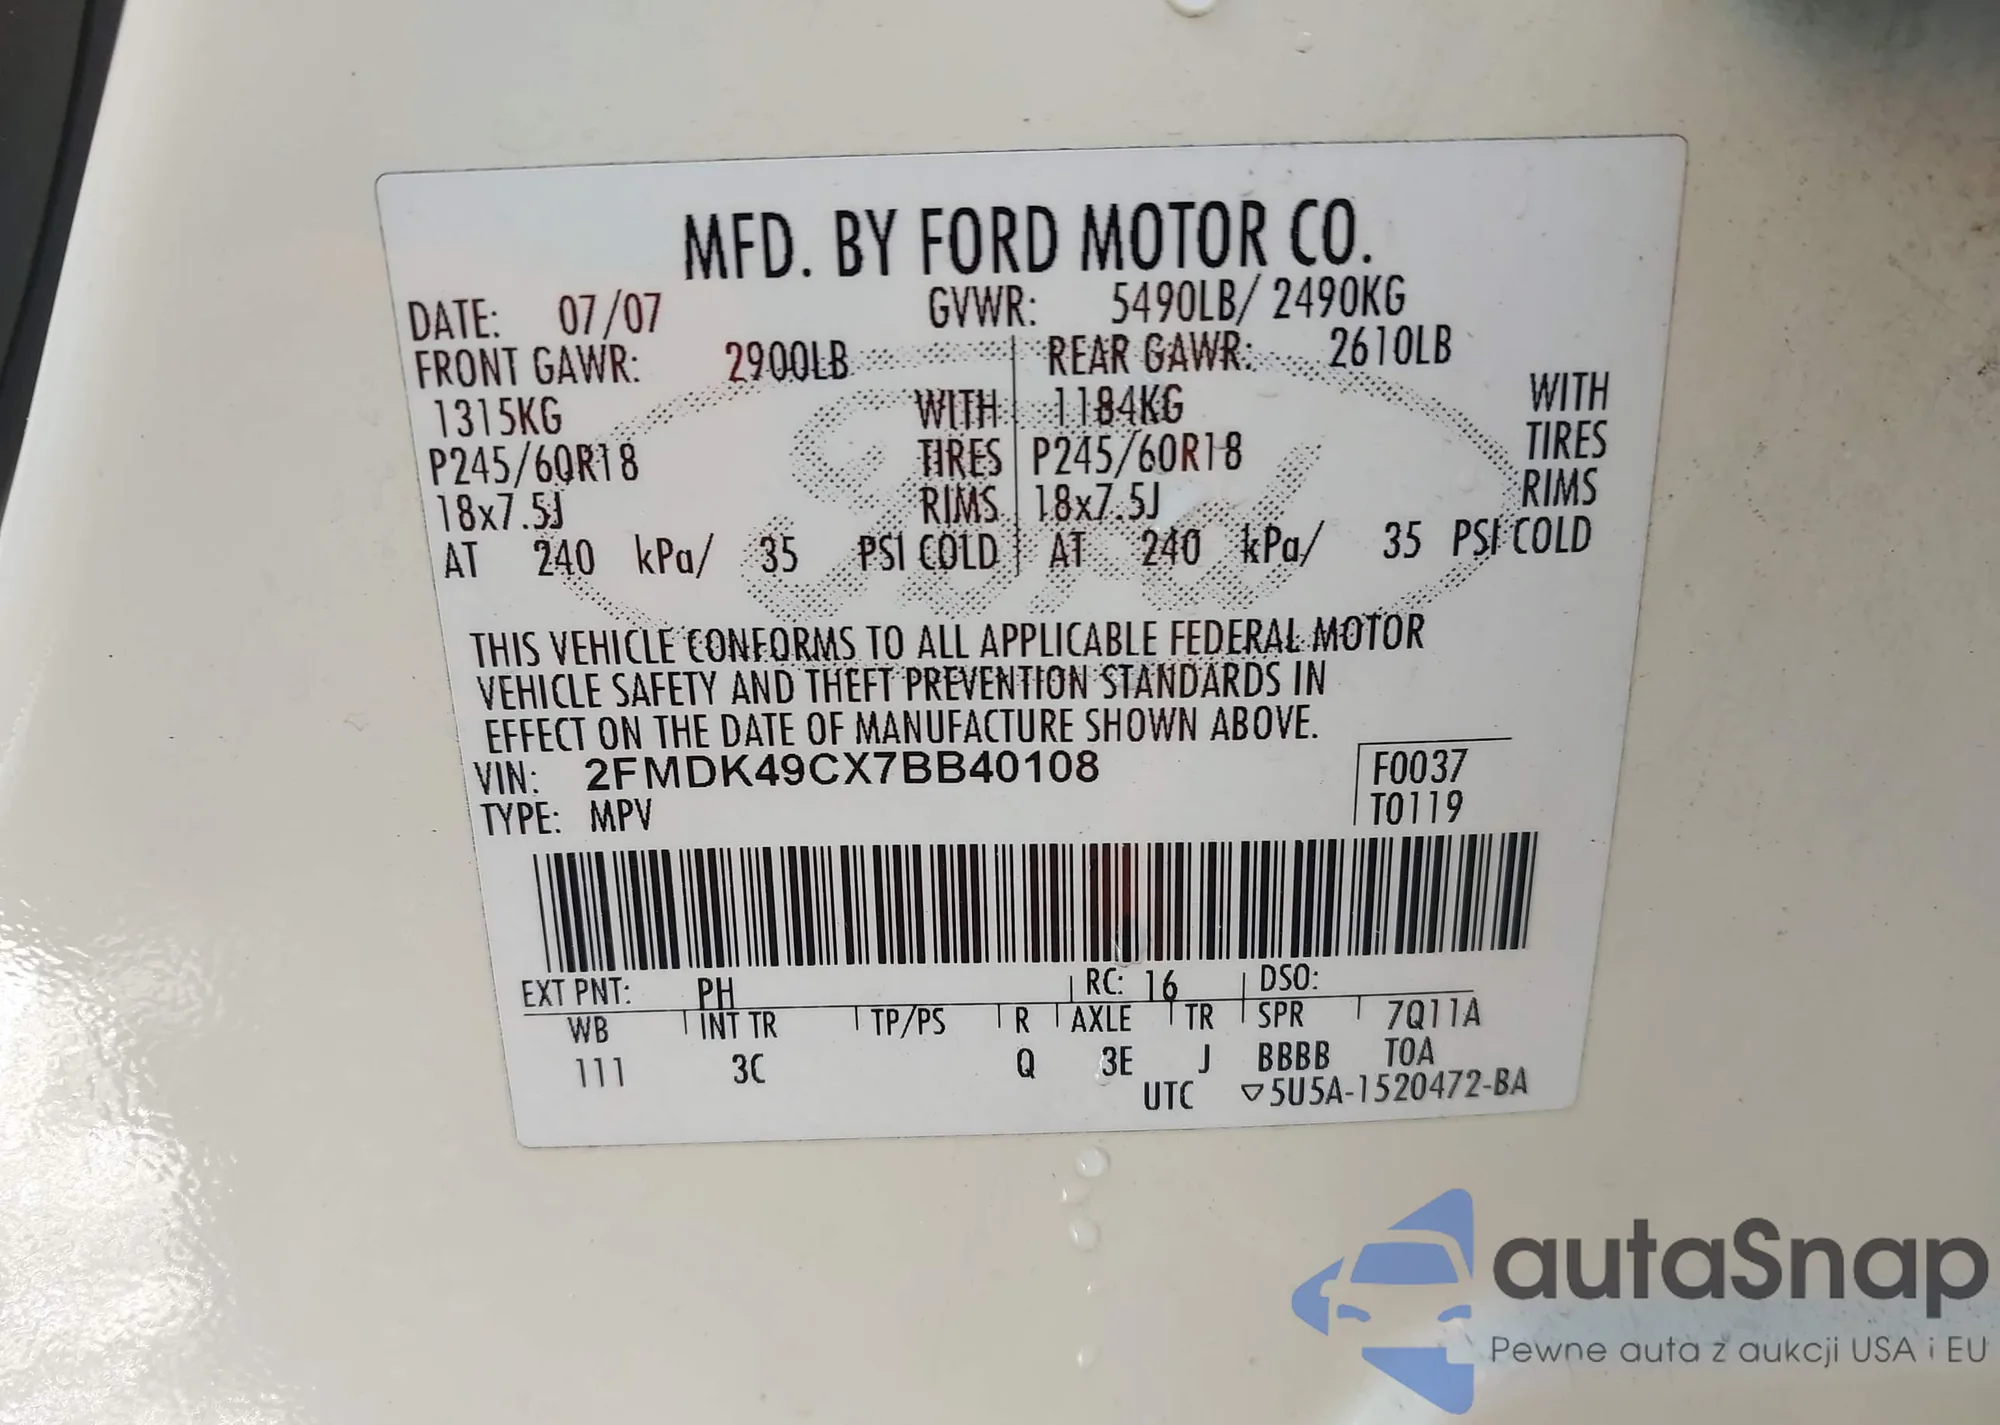 MFD. BY FORD MOTOR CO.
DATE: 07/07 GVWR: 5490LB/ 2490KG
FRONT GAWR: 2900LB REAR GAWR: 2610LB
1315KG WITH 1184KG WITH
P245/60R18 TIRES P245/60R18 TIRES
18x7.5J RIMS 18x7.5J RIMS
AT 240 kPa/ 35 PSI COLD AT 240 kPa/ 35 PSI COLD
THIS VEHICLE CONFORMS TO ALL APPLICABLE FEDERAL MOTOR
VEHICLE SAFETY AND THEFT PREVENTION STANDARDS IN
EFFECT ON THE DATE OF MANUFACTURE SHOWN ABOVE.
VIN: 2FMDK49CX7BB40108 F0037
TYPE: MPV T0119
EXT PNT: PH RC: 16 DSO:
WB INT TR TP/PS R AXLE TR SPR 7Q11A
111 3C Q 3E J BBBB TOA
UTC ▽5U5A-1520472-BA
Ford
autaSnap
Pewne auta z aukcji USA i EU